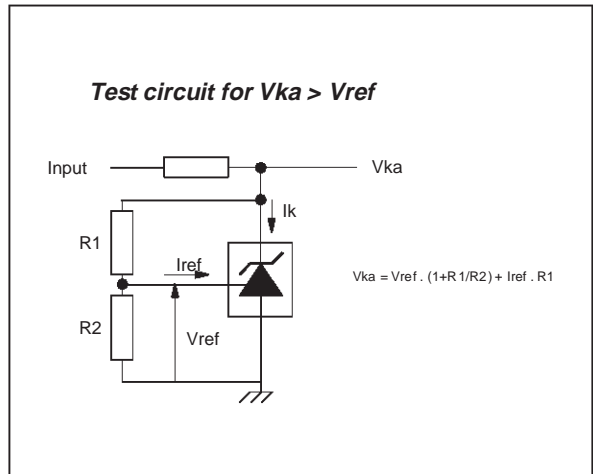 Test circuit for Vka > Vref
Input
Vka
Ik
R1
Iref
Vka = Vref . (1+R1/R2) + Iref . R1
R2
Vref